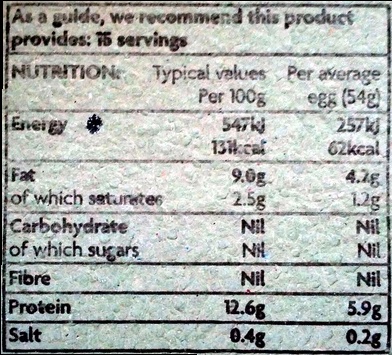 As a guide, we recommend this product
provides: 15 servings
NUTRITION: Typical values Per average
Per 100g egg (54g)
Energy 547kJ 257kJ
131kcal 62kcal
Fat 9.0g 4.2g
of which saturates 2.5g 1.2g
Carbohydrate Nil Nil
of which sugars Nil Nil
Fibre Nil Nil
Protein 12.6g 5.9g
Salt 0.4g 0.2g